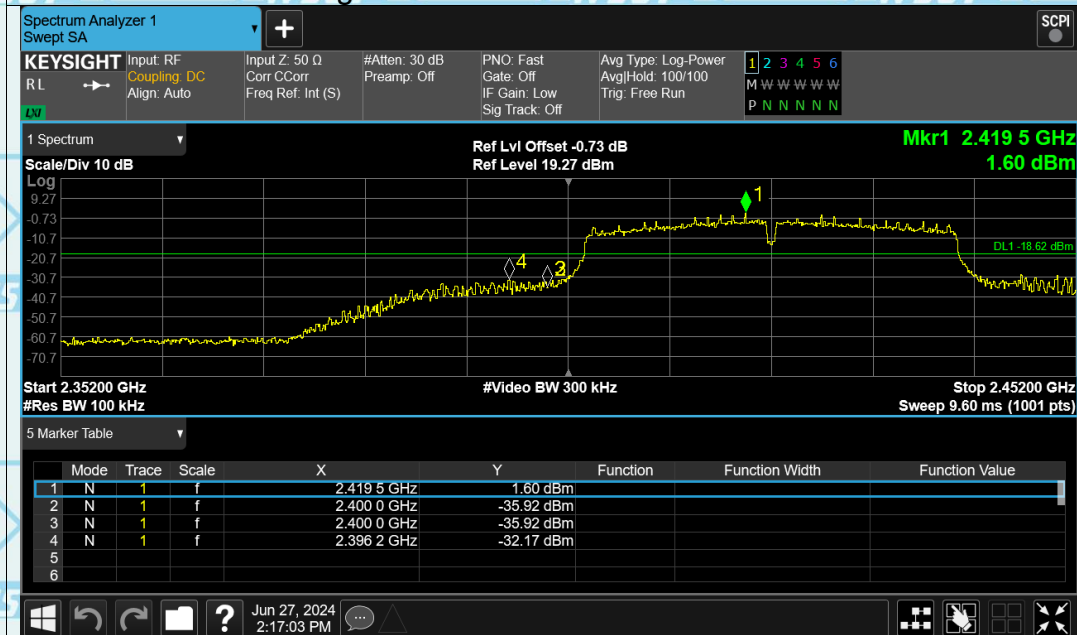 Spectrum Analyzer 1
Swept SA
+
SCPI
KEYSIGHT
R L
LXI
Input: RF
Coupling: DC
Align: Auto
Input Z: 50 Ω
Corr CCorr
Freq Ref: Int (S)
#Atten: 30 dB
Preamp: Off
PNO: Fast
Gate: Off
IF Gain: Low
Sig Track: Off
Avg Type: Log-Power
Avg|Hold: 100/100
Trig: Free Run
1 2 3 4 5 6
M W W W W W
P N N N N N
1 Spectrum
Scale/Div 10 dB
Ref Lvl Offset -0.73 dB
Ref Level 19.27 dBm
Mkr1 2.419 5 GHz
1.60 dBm
Log
9.27
-0.73
-10.7
-20.7
-30.7
-40.7
-50.7
-60.7
-70.7
1
4
DL1 -18.62 dBm
Start 2.35200 GHz
#Video BW 300 kHz
Stop 2.45200 GHz
#Res BW 100 kHz
Sweep 9.60 ms (1001 pts)
5 Marker Table
Mode Trace Scale X Y Function Function Width Function Value
1 N 1 f 2.419 5 GHz 1.60 dBm
2 N 1 f 2.400 0 GHz -35.92 dBm
3 N 1 f 2.400 0 GHz -35.92 dBm
4 N 1 f 2.396 2 GHz -32.17 dBm
5
6
?
Jun 27, 2024
2:17:03 PM